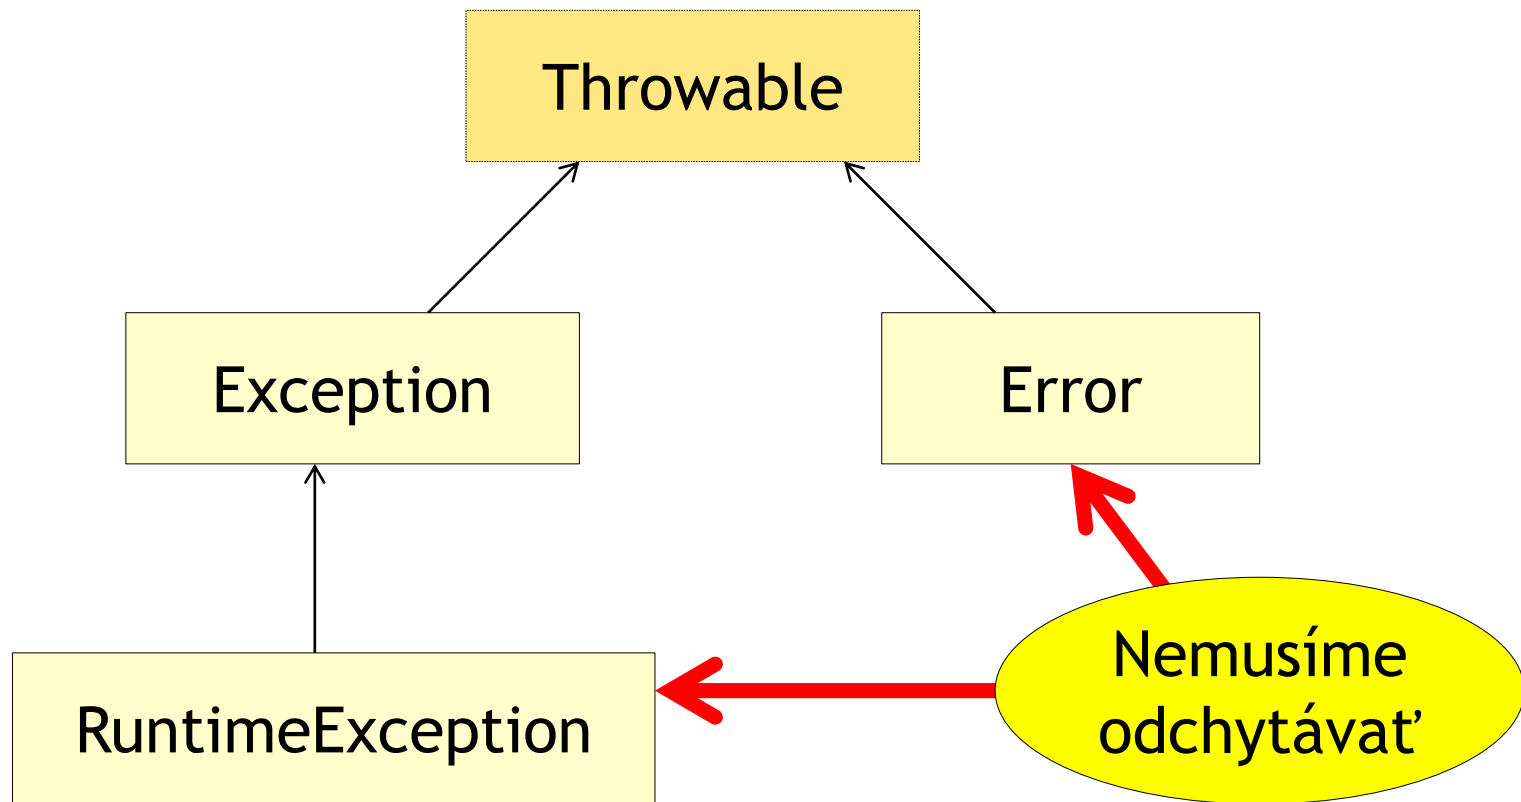 Throwable
Exception
Error
RuntimeException
Nemusíme
odchytávať